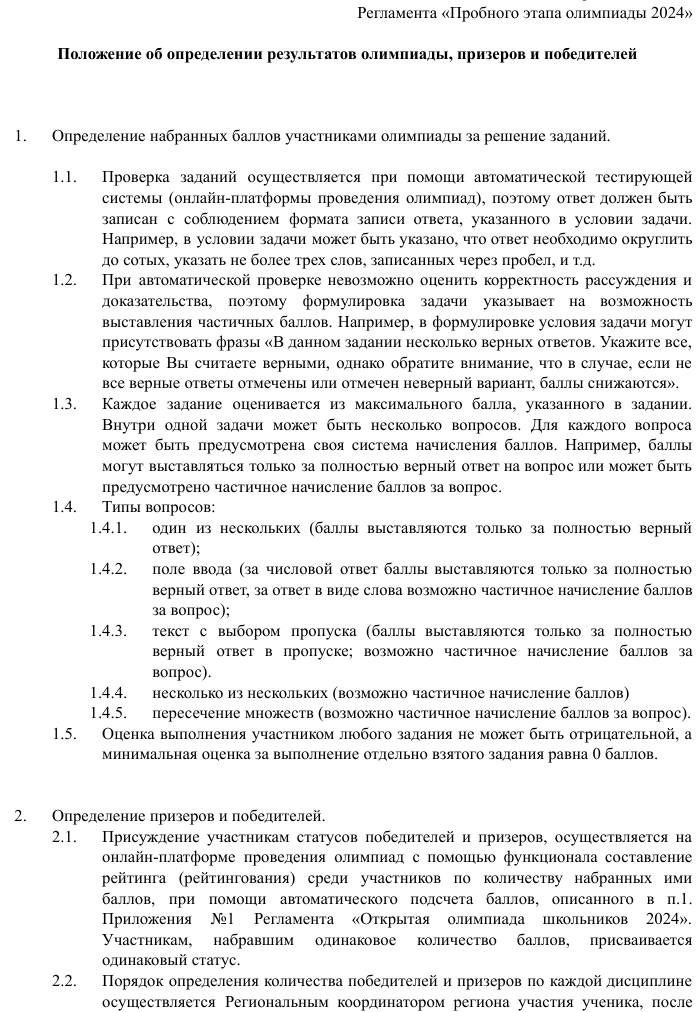 Регламента «Пробного этапа олимпиады 2024»
Положение об определении результатов олимпиады, призеров и победителей
1. Определение набранных баллов участниками олимпиады за решение заданий.
1.1. Проверка заданий осуществляется при помощи автоматической тестирующей
системы (онлайн-платформы проведения олимпиад), поэтому ответ должен быть
записан с соблюдением формата записи ответа, указанного в условии задачи.
Например, в условии задачи может быть указано, что ответ необходимо округлить
до сотых, указать не более трех слов, записанных через пробел, и т.д.
1.2. При автоматической проверке невозможно оценить корректность рассуждения и
доказательства, поэтому формулировка задачи указывает на возможность
выставления частичных баллов. Например, в формулировке условия задачи могут
присутствовать фразы «В данном задании несколько верных ответов. Укажите все,
которые Вы считаете верными, однако обратите внимание, что в случае, если не
все верные ответы отмечены или отмечен неверный вариант, баллы снижаются».
1.3. Каждое задание оценивается из максимального балла, указанного в задании.
Внутри одной задачи может быть несколько вопросов. Для каждого вопроса
может быть предусмотрена своя система начисления баллов. Например, баллы
могут выставляться только за полностью верный ответ на вопрос или может быть
предусмотрено частичное начисление баллов за вопрос.
1.4. Типы вопросов:
1.4.1. один из нескольких (баллы выставляются только за полностью верный
ответ);
1.4.2. поле ввода (за числовой ответ баллы выставляются только за полностью
верный ответ, за ответ в виде слова возможно частичное начисление баллов
за вопрос);
1.4.3. текст с выбором пропуска (баллы выставляются только за полностью
верный ответ в пропуске; возможно частичное начисление баллов за
вопрос).
1.4.4. несколько из нескольких (возможно частичное начисление баллов)
1.4.5. пересечение множеств (возможно частичное начисление баллов за вопрос).
1.5. Оценка выполнения участником любого задания не может быть отрицательной, а
минимальная оценка за выполнение отдельно взятого задания равна 0 баллов.
2. Определение призеров и победителей.
2.1. Присуждение участникам статусов победителей и призеров, осуществляется на
онлайн-платформе проведения олимпиад с помощью функционала составление
рейтинга (рейтингования) среди участников по количеству набранных ими
баллов, при помощи автоматического подсчета баллов, описанного в п.1.
Приложения №1 Регламента «Открытая олимпиада школьников 2024».
Участникам, набравшим одинаковое количество баллов, присваивается
одинаковый статус.
2.2. Порядок определения количества победителей и призеров по каждой дисциплине
осуществляется Региональным координатором региона участия ученика, после